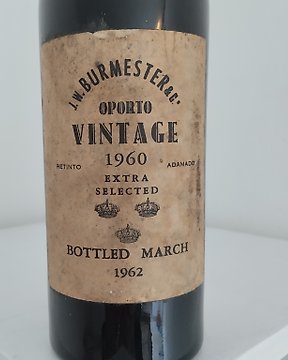 J.W. BURMESTER & Cº
OPORTO
VINTAGE
1960
RETINTO
ADAMADO
EXTRA
SELECTED
BOTTLED MARCH
1962